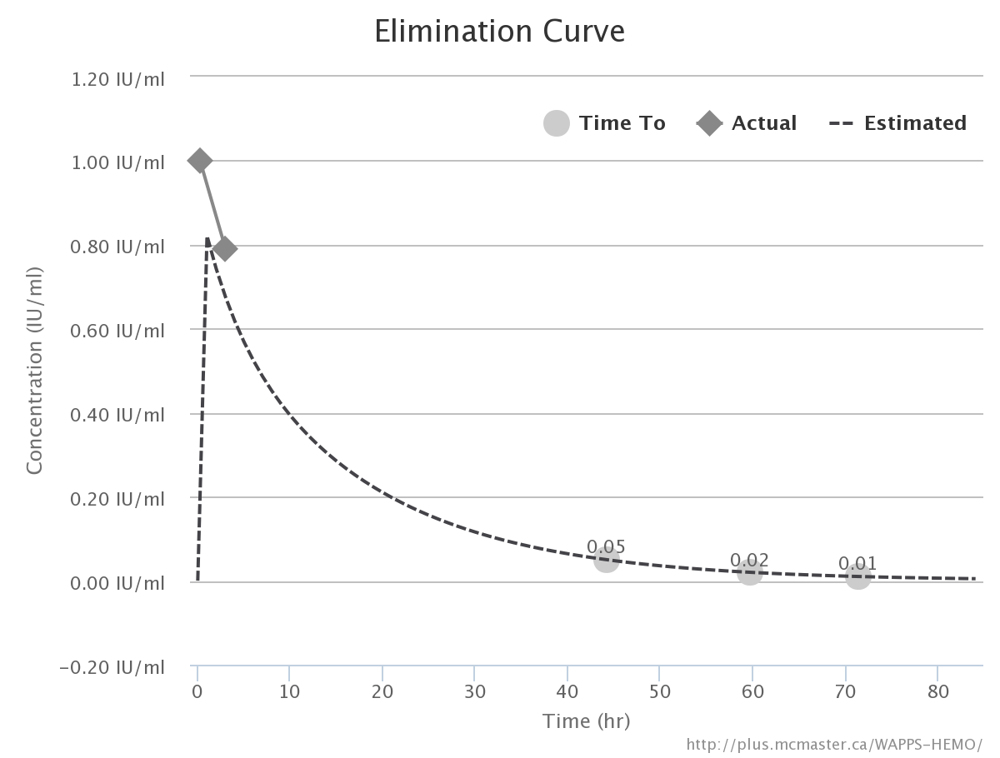 Elimination Curve
1.20 IU/ml
Time To Actual Estimated
1.00 IU/ml
0.80 IU/ml
0.60 IU/ml
0.40 IU/ml
0.20 IU/ml
0.00 IU/ml
−0.20 IU/ml
Concentration (IU/ml)
0.05 0.02 0.01
0 10 20 30 40 50 60 70 80
Time (hr)
http://plus.mcmaster.ca/WAPPS-HEMO/